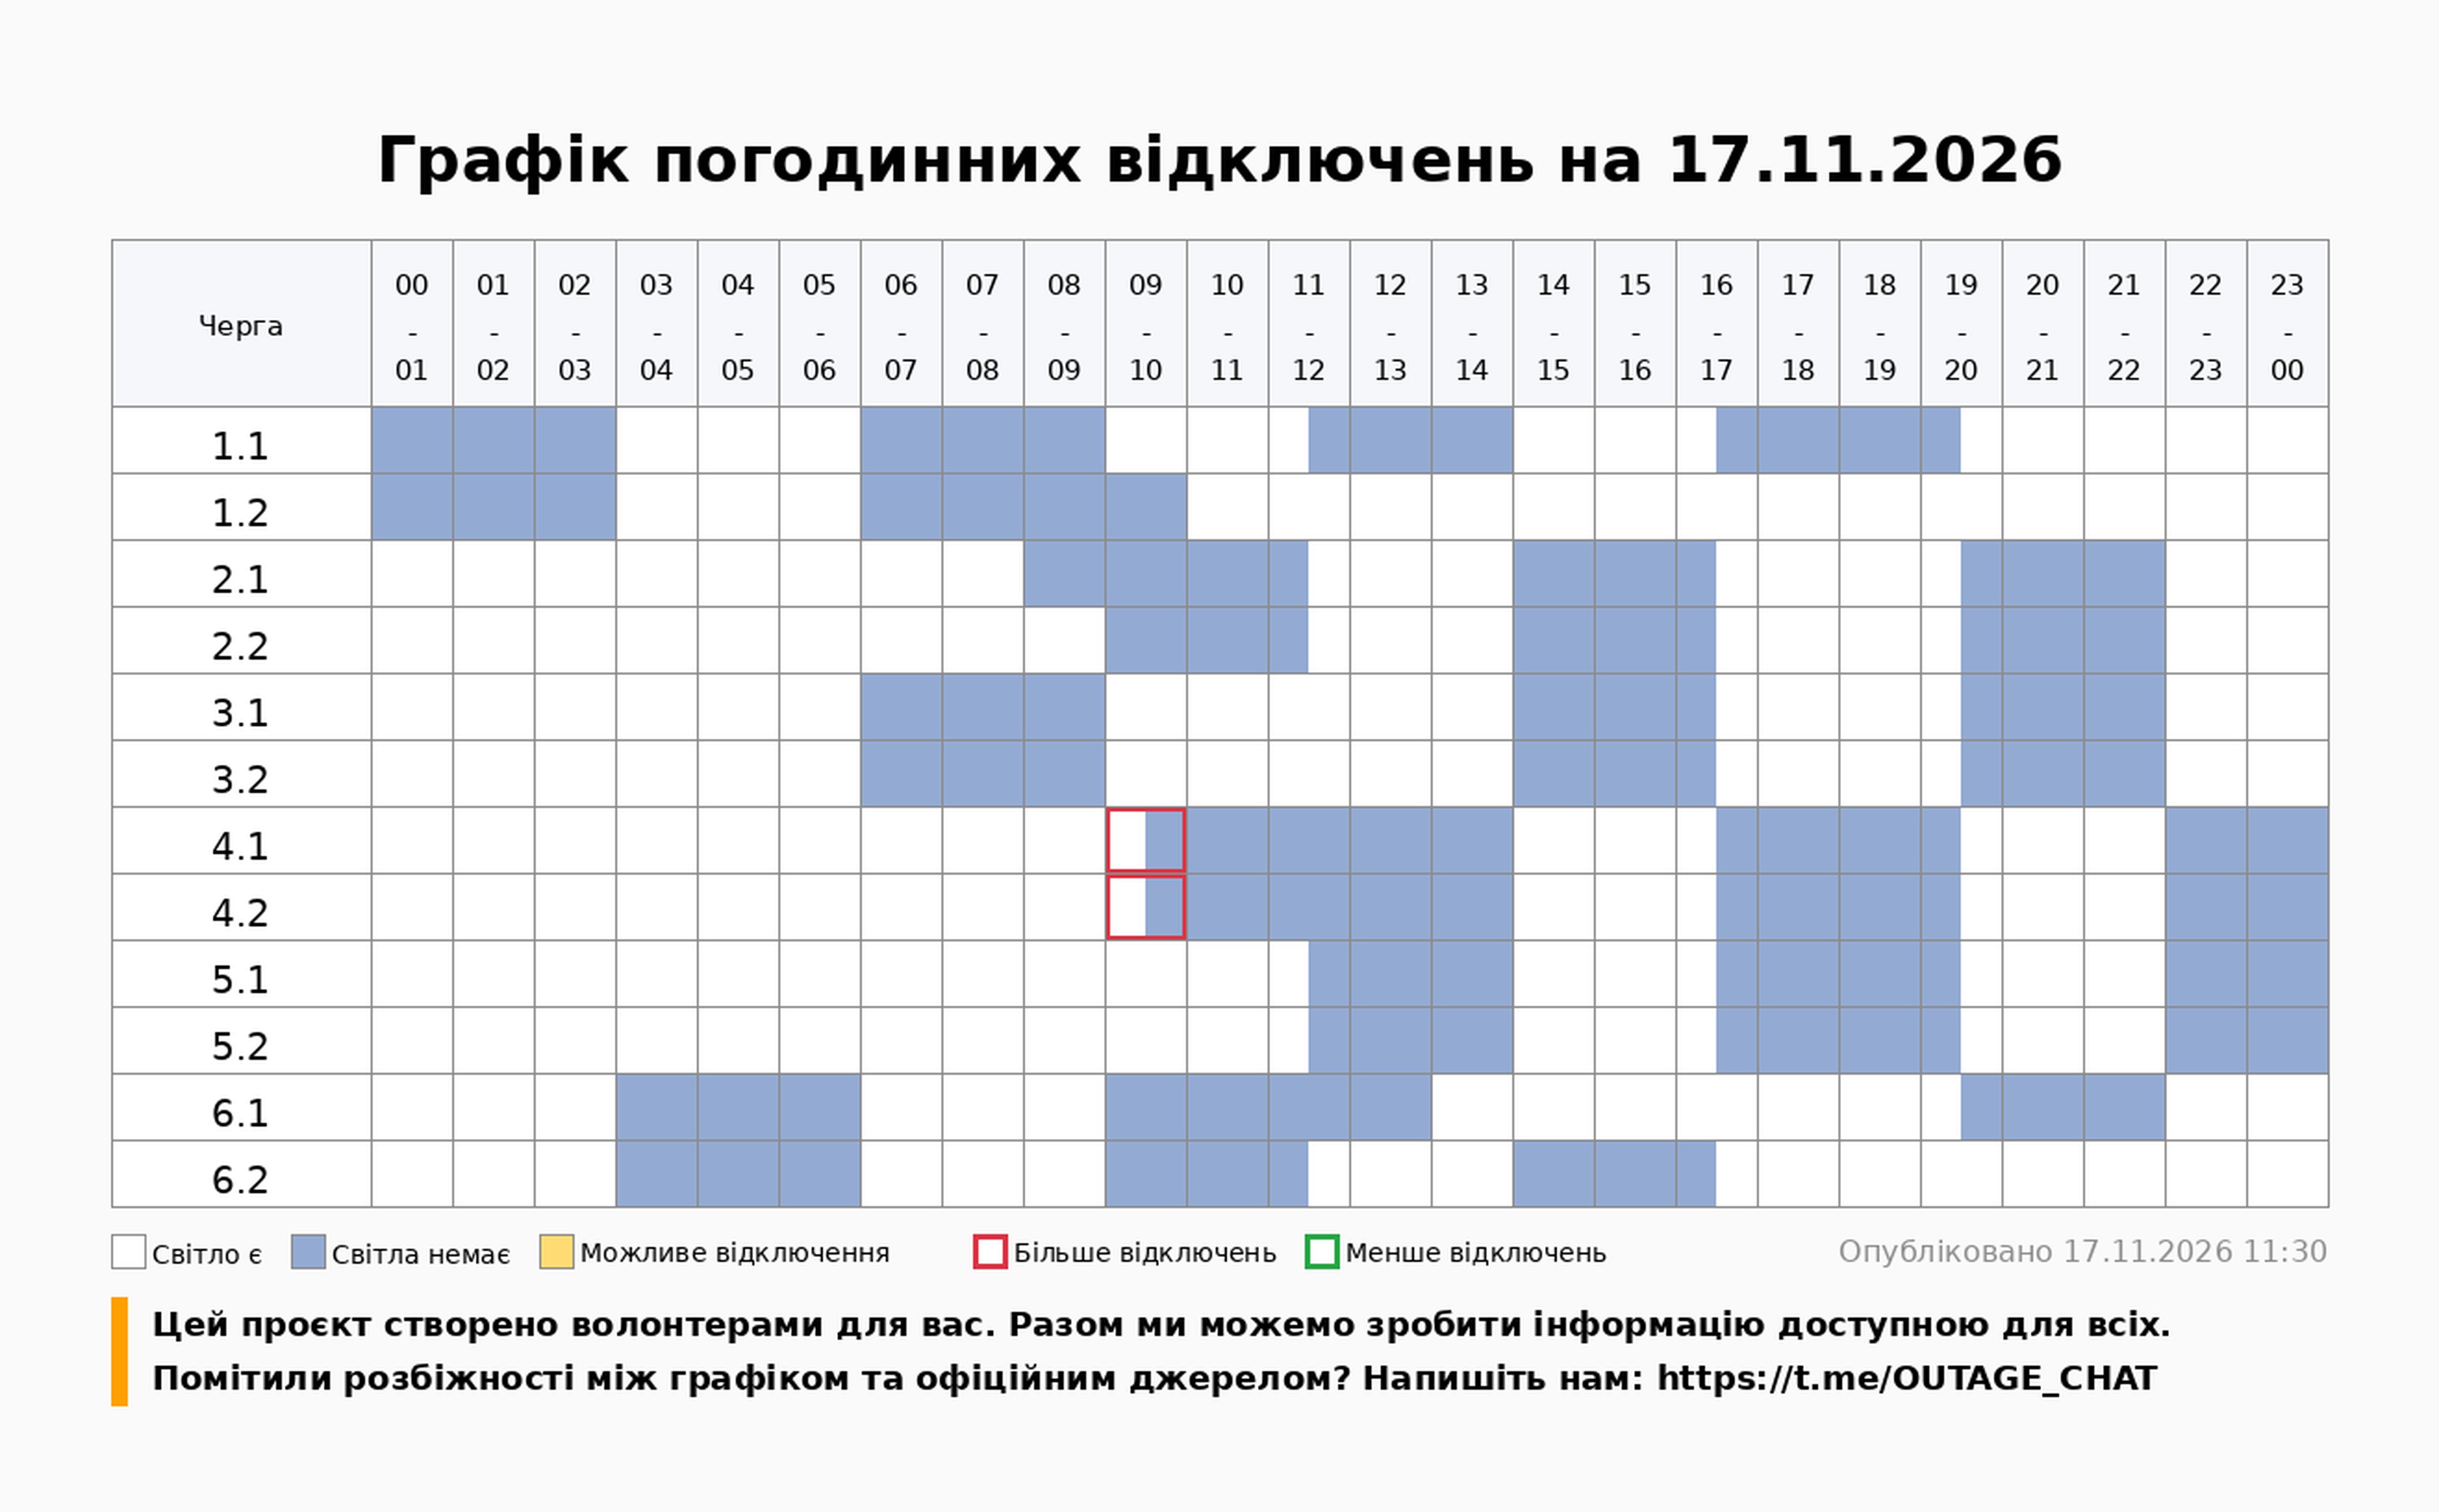 Графік погодинних відключень на 17.11.2026
Черга 00 - 01 01 - 02 02 - 03 03 - 04 04 - 05 05 - 06 06 - 07 07 - 08 08 - 09 09 - 10 10 - 11 11 - 12 12 - 13 13 - 14 14 - 15 15 - 16 16 - 17 17 - 18 18 - 19 19 - 20 20 - 21 21 - 22 22 - 23 23 - 00
1.1
1.2
2.1
2.2
3.1
3.2
4.1
4.2
5.1
5.2
6.1
6.2
Світло є Світла немає Можливе відключення Більше відключень Менше відключень Опубліковано 17.11.2026 11:30
Цей проєкт створено волонтерами для вас. Разом ми можемо зробити інформацію доступною для всіх.
Помітили розбіжності між графіком та офіційним джерелом? Напишіть нам: https://t.me/OUTAGE_CHAT